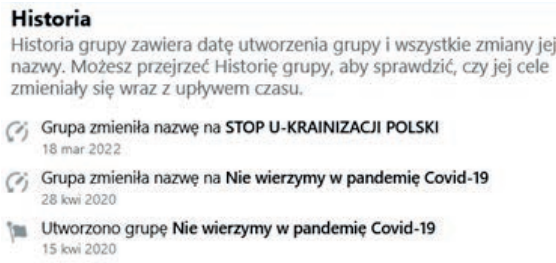 Historia
Historia grupy zawiera datę utworzenia grupy i wszystkie zmiany jej
nazwy. Możesz przejrzeć Historię grupy, aby sprawdzić, czy jej cele
zmieniały się wraz z upływem czasu.
Grupa zmieniła nazwę na STOP U-KRAINIZACJI POLSKI
18 mar 2022
Grupa zmieniła nazwę na Nie wierzymy w pandemię Covid-19
28 kwi 2020
Utworzono grupę Nie wierzymy w pandemię Covid-19
15 kwi 2020